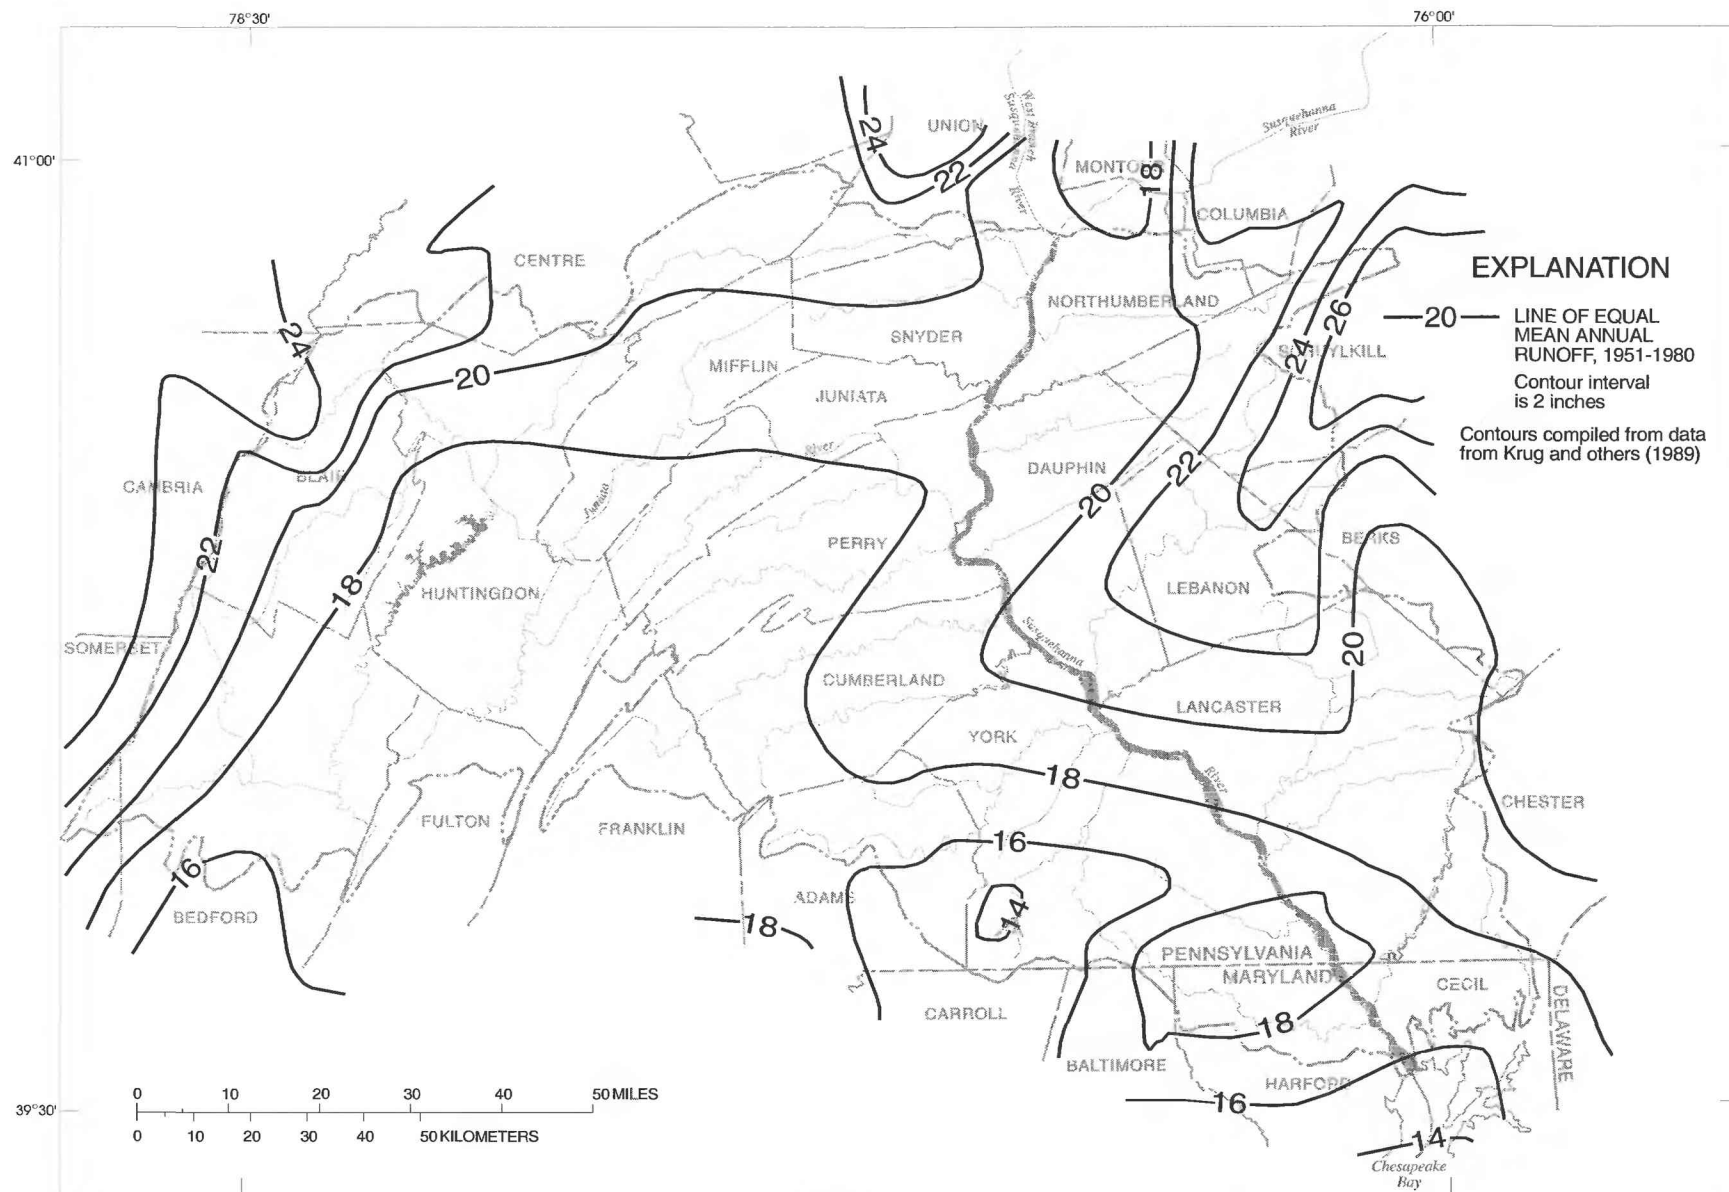 78°30'
76°00'
41°00'
39°30'
24
UNION
22
West Branch
Susquehanna
River
MONTOUR
18
Susquehanna
River
COLUMBIA
CENTRE
NORTHUMBERLAND
26
24
SCHUYLKILL
24
SNYDER
MIFFLIN
20
JUNIATA
River
Juniata
DAUPHIN
22
20
CAMBRIA
BLAIR
22
PERRY
BERKS
18
HUNTINGDON
LEBANON
SOMERSET
Susquehanna
20
CUMBERLAND
LANCASTER
YORK
18
River
CHESTER
FULTON
FRANKLIN
16
16
ADAMS
14
BEDFORD
18
PENNSYLVANIA
MARYLAND
CECIL
DELAWARE
CARROLL
18
BALTIMORE
HARFORD
16
14
Chesapeake
Bay
EXPLANATION
20
LINE OF EQUAL
MEAN ANNUAL
RUNOFF, 1951-1980
Contour interval
is 2 inches
Contours compiled from data
from Krug and others (1989)
0 10 20 30 40 50 MILES
0 10 20 30 40 50 KILOMETERS